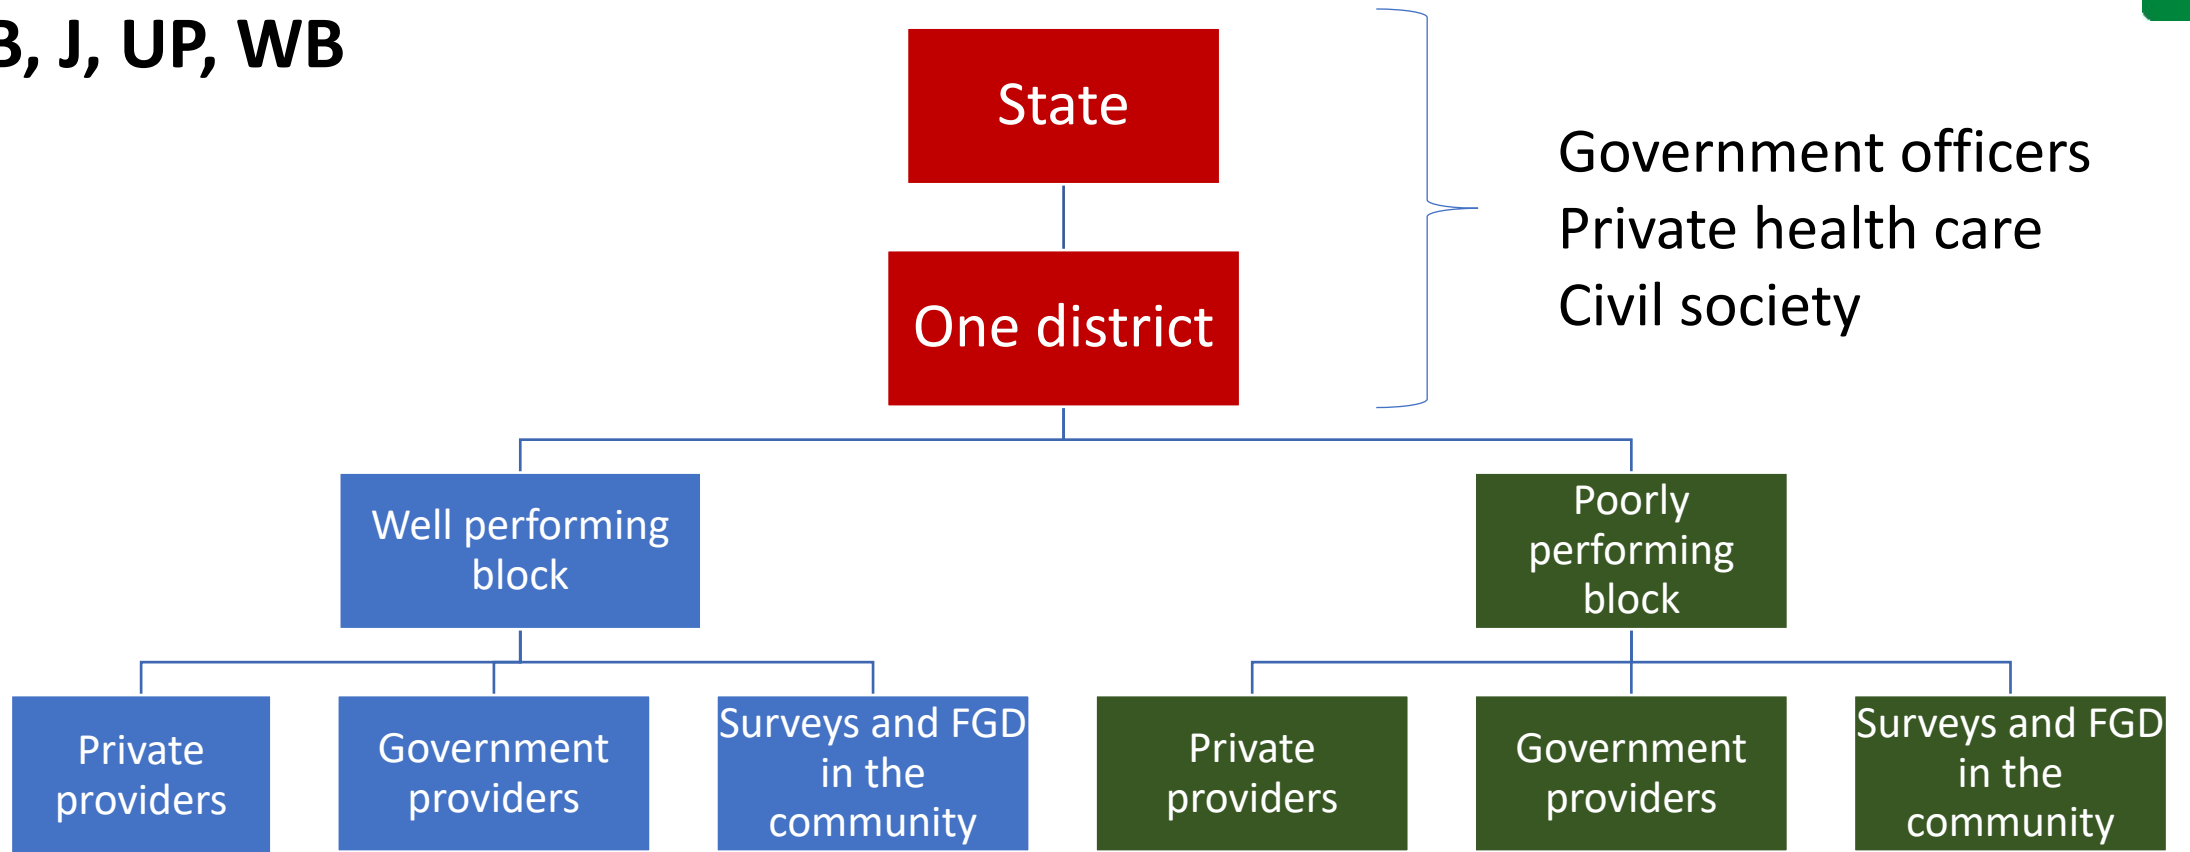 B, J, UP, WB
State
Government officers
Private health care
Civil society
One district
Well performing
block
Poorly
performing
block
Private
providers
Government
providers
Surveys and FGD
in the
community
Private
providers
Government
providers
Surveys and FGD
in the
community